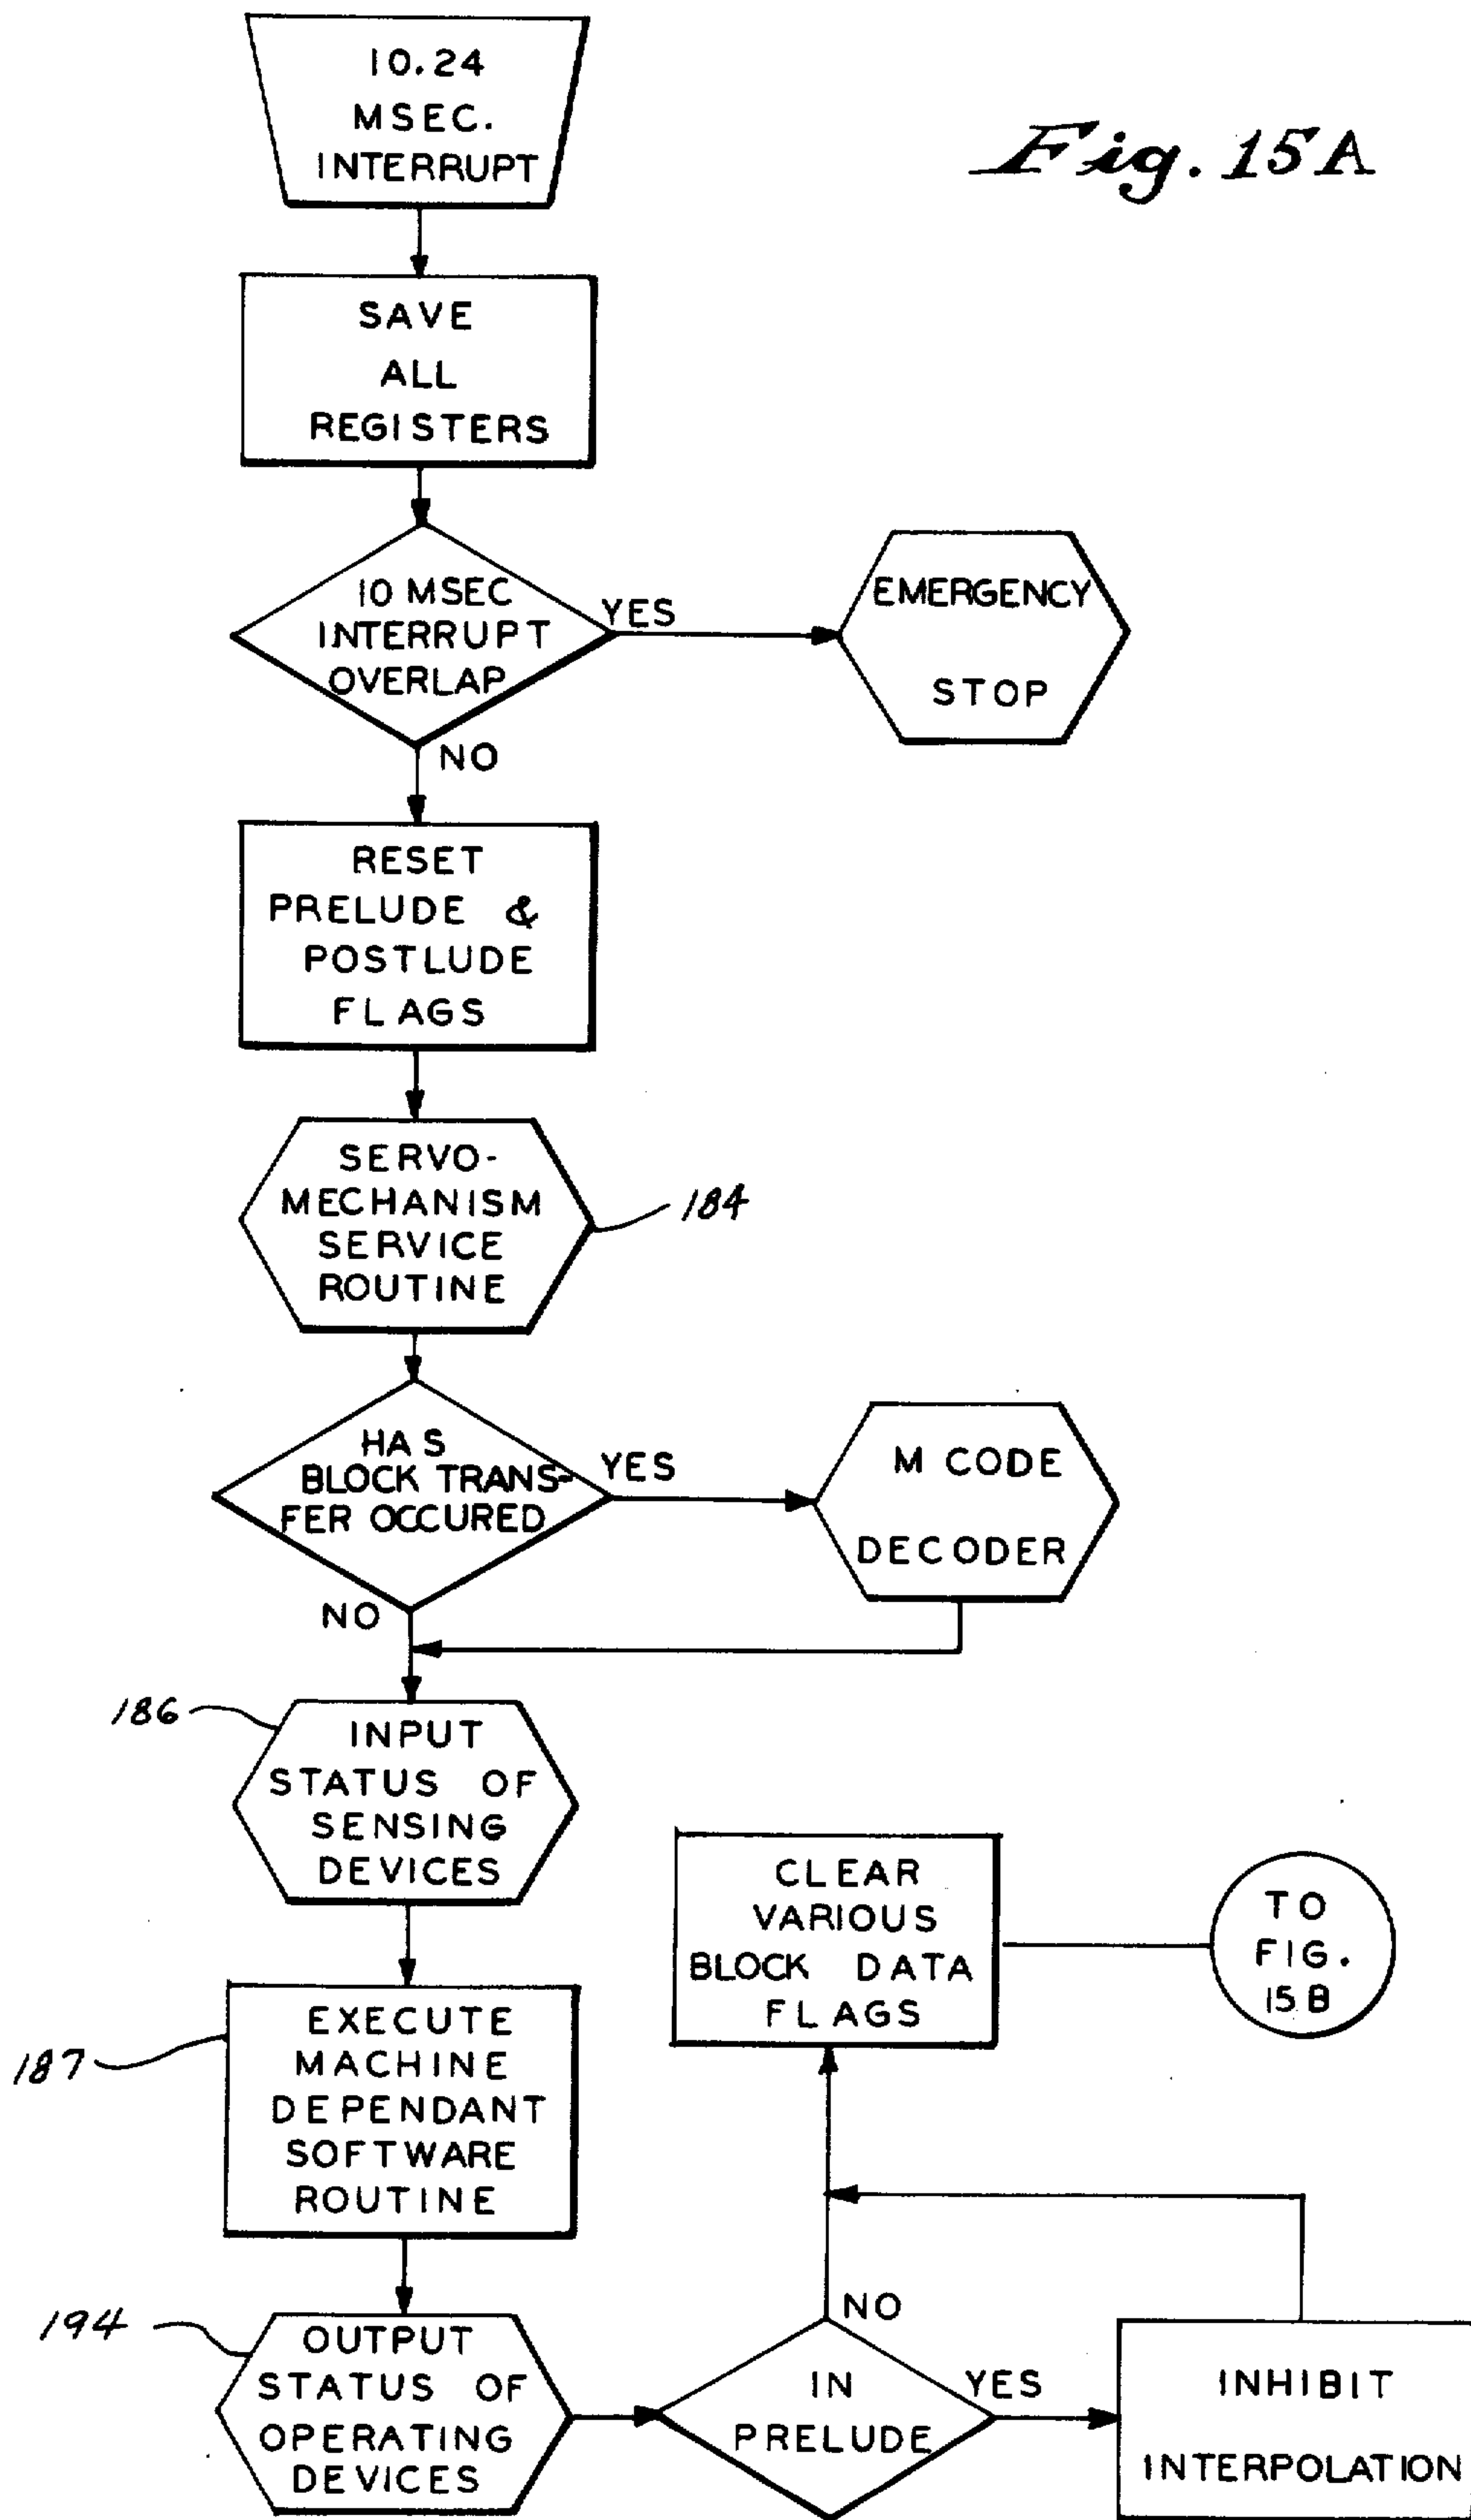 Fig. 15A
10.24
MSEC.
INTERRUPT
SAVE
ALL
REGISTERS
10 MSEC
INTERRUPT
OVERLAP
YES
EMERGENCY
STOP
NO
RESET
PRELUDE &
POSTLUDE
FLAGS
SERVO-
MECHANISM
SERVICE
ROUTINE
184
HAS
BLOCK TRANS-
FER OCCURED
YES
M CODE
DECODER
NO
186
INPUT
STATUS OF
SENSING
DEVICES
187
EXECUTE
MACHINE
DEPENDANT
SOFTWARE
ROUTINE
194
OUTPUT
STATUS OF
OPERATING
DEVICES
IN
PRELUDE
YES
INHIBIT
INTERPOLATION
NO
CLEAR
VARIOUS
BLOCK DATA
FLAGS
TO
FIG.
15B